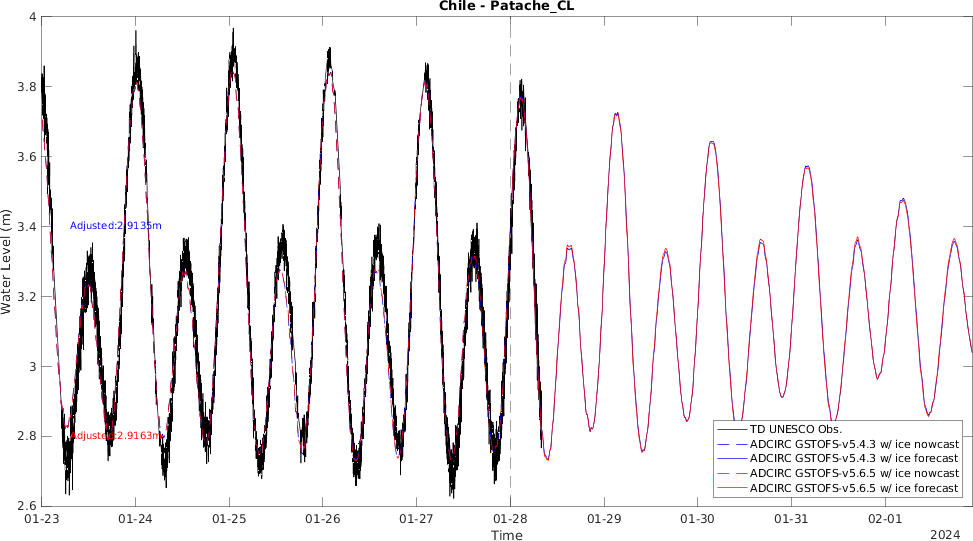 Chile - Patache_CL
Water Level (m)
4
3.8
3.6
3.4
3.2
3
2.8
2.6
Adjusted:2.9135m
Adjusted:2.9163m
TD UNESCO Obs.
ADCIRC GSTOFS-v5.4.3 w/ ice nowcast
ADCIRC GSTOFS-v5.4.3 w/ ice forecast
ADCIRC GSTOFS-v5.6.5 w/ ice nowcast
ADCIRC GSTOFS-v5.6.5 w/ ice forecast
01-23 01-24 01-25 01-26 01-27 01-28 01-29 01-30 01-31 02-01
Time
2024